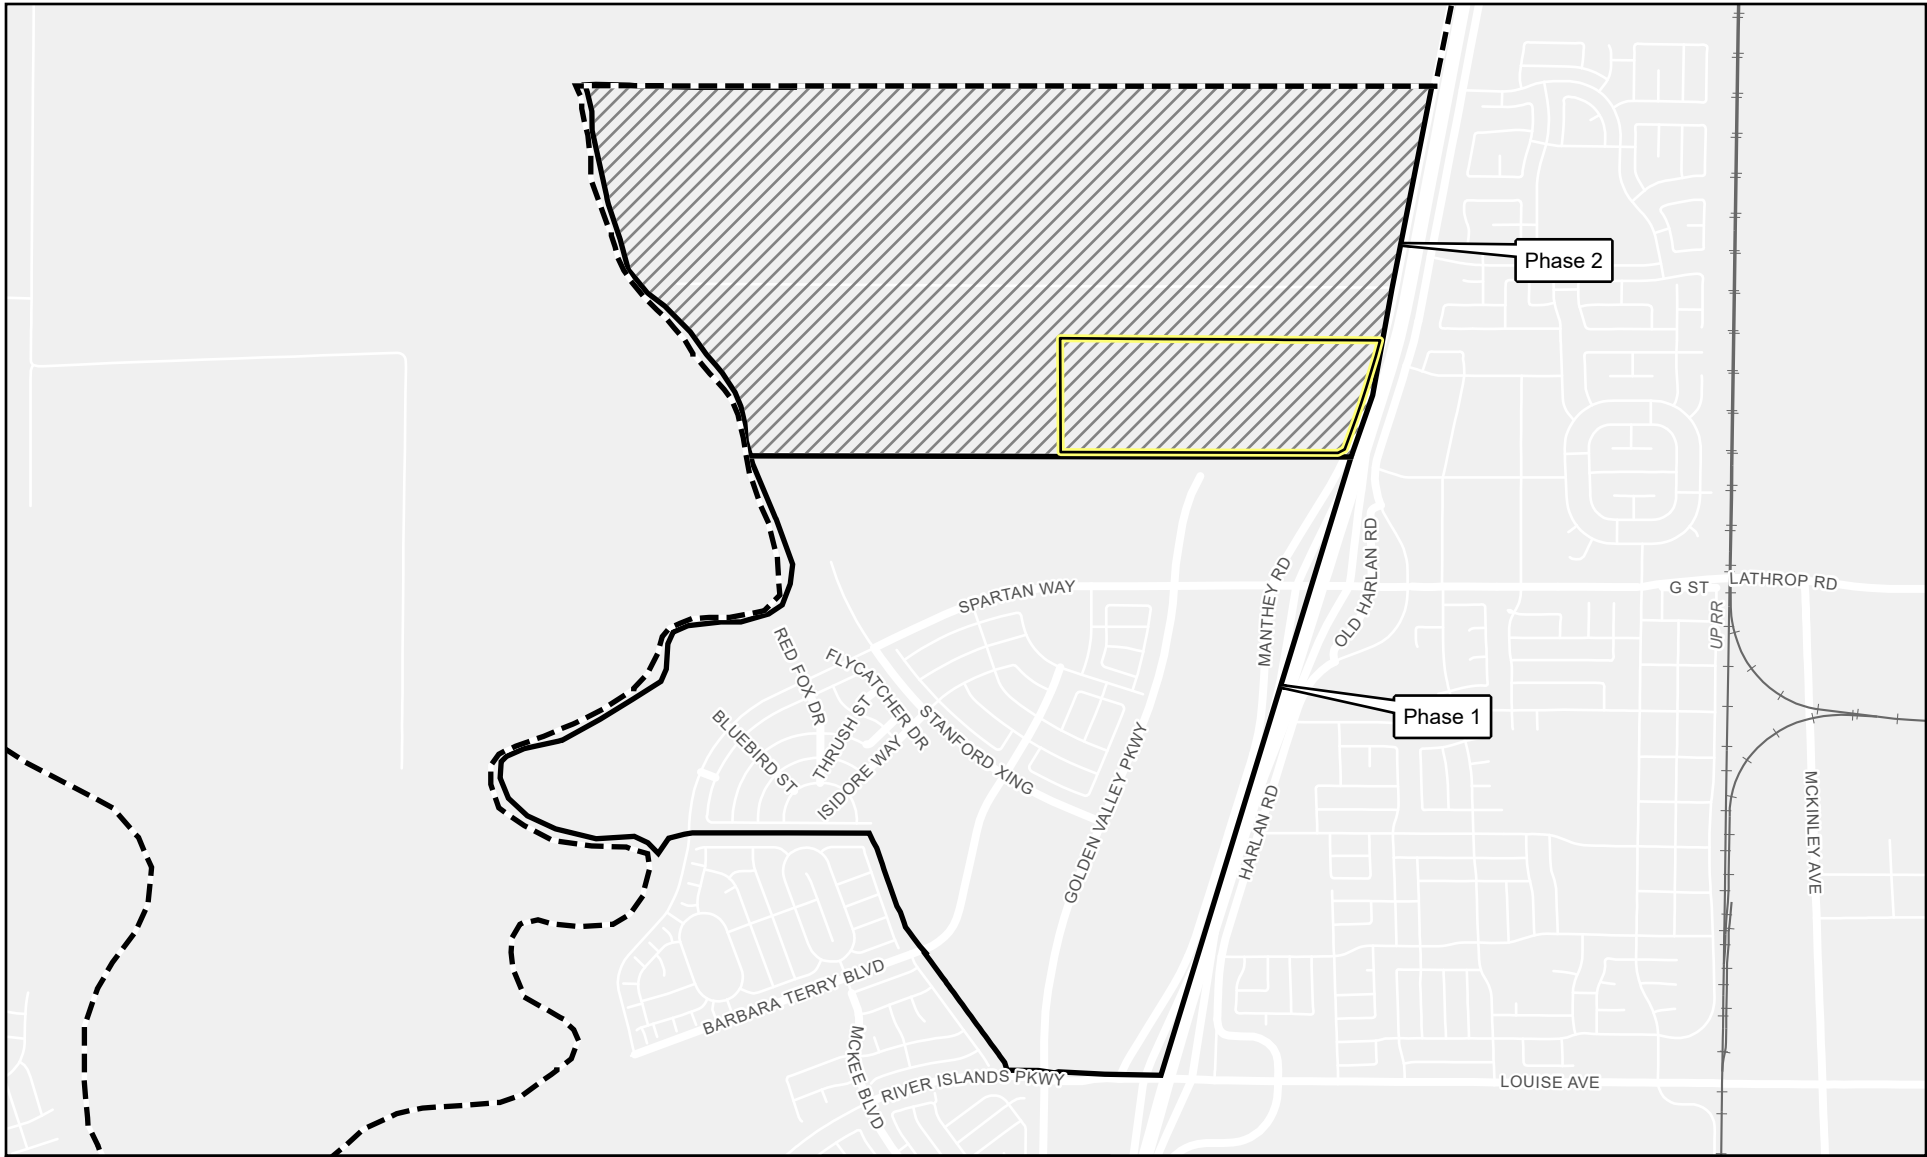 Phase 2
SPARTAN WAY
MANTHEY RD
OLD HARLAN RD
G ST
LATHROP RD
UP RR
RED FOX DR
FLYCATCHER DR
THRUSH ST
BLUEBIRD ST
ISIDORE WAY
STANFORD XING
GOLDEN VALLEY PKWY
Phase 1
HARLAN RD
MCKINLEY AVE
BARBARA TERRY BLVD
MCKEE BLVD
RIVER ISLANDS PKWY
LOUISE AVE